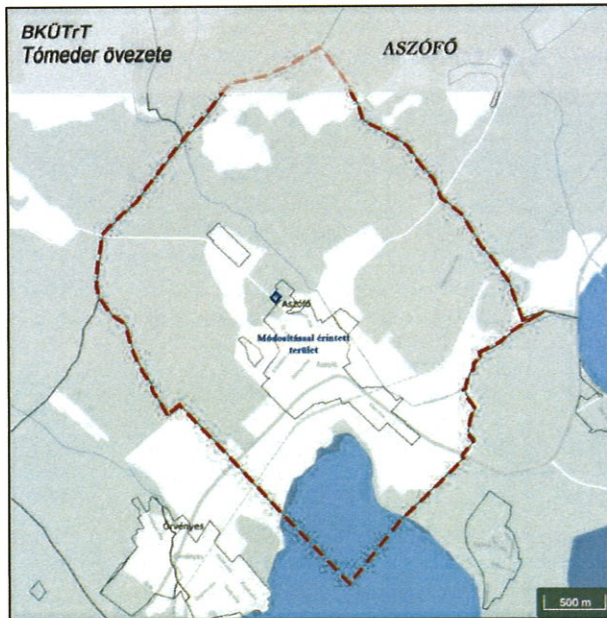 BKÜTrT
Tómeder övezete
ASZÓFŐ
Aszófő
Módosítással érintett
terület
Örvényes
500 m